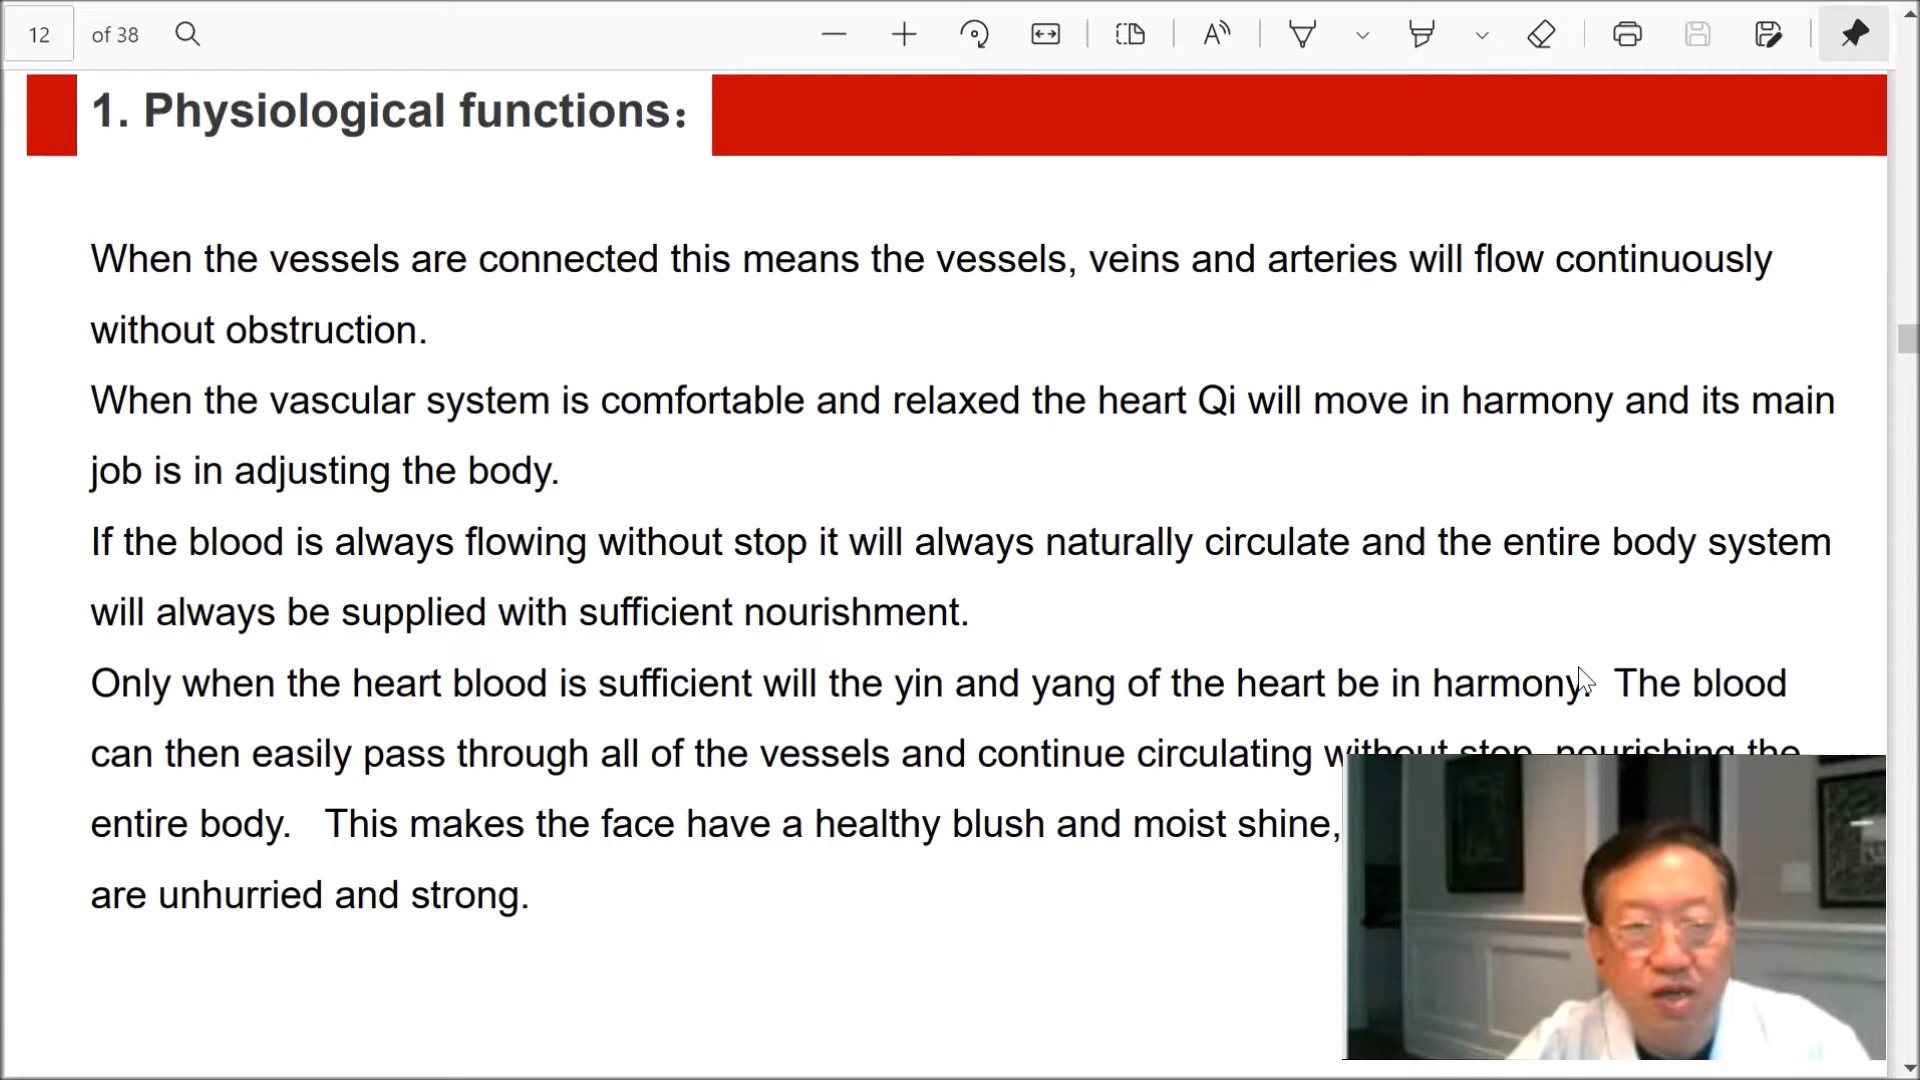 12 of 38
1. Physiological functions：
When the vessels are connected this means the vessels, veins and arteries will flow continuously
without obstruction.
When the vascular system is comfortable and relaxed the heart Qi will move in harmony and its main
job is in adjusting the body.
If the blood is always flowing without stop it will always naturally circulate and the entire body system
will always be supplied with sufficient nourishment.
Only when the heart blood is sufficient will the yin and yang of the heart be in harmony. The blood
can then easily pass through all of the vessels and continue circulating without stop, nourishing the
entire body. This makes the face have a healthy blush and moist shine,
are unhurried and strong.